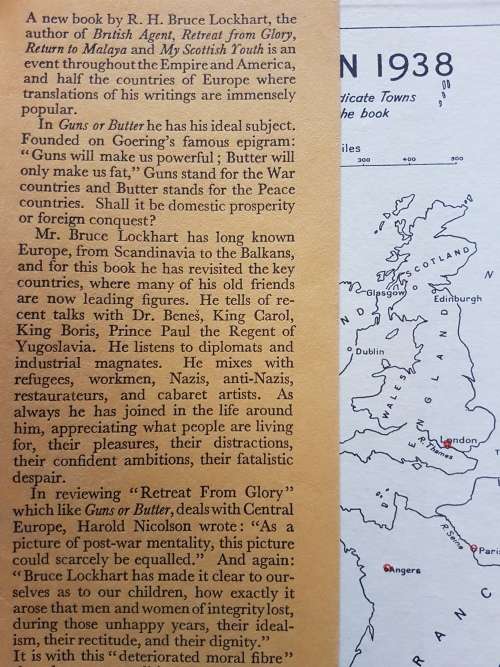 A new book by R. H. Bruce Lockhart, the
author of British Agent, Retreat from Glory,
Return to Malaya and My Scottish Youth is an
event throughout the Empire and America,
and half the countries of Europe where
translations of his writings are immensely
popular.
In Guns or Butter he has his ideal subject.
Founded on Goering's famous epigram:
“Guns will make us powerful; Butter will
only make us fat,” Guns stand for the War
countries and Butter stands for the Peace
countries. Shall it be domestic prosperity
or foreign conquest?
Mr. Bruce Lockhart has long known
Europe, from Scandinavia to the Balkans,
and for this book he has revisited the key
countries, where many of his old friends
are now leading figures. He tells of re-
cent talks with Dr. Beneš, King Carol,
King Boris, Prince Paul the Regent of
Yugoslavia. He listens to diplomats and
industrial magnates. He mixes with
refugees, workmen, Nazis, anti-Nazis,
restaurateurs, and cabaret artists. As
always he has joined in the life around
him, appreciating what people are living
for, their pleasures, their distractions,
their confident ambitions, their fatalistic
despair.
In reviewing “Retreat From Glory”
which like Guns or Butter, deals with Central
Europe, Harold Nicolson wrote: “As a
picture of post-war mentality, this picture
could scarcely be equalled.” And again:
“Bruce Lockhart has made it clear to our-
selves as to our children, how exactly it
arose that men and women of integrity lost,
during those unhappy years, their ideal-
ism, their rectitude, and their dignity.”
It is with this “deteriorated moral fibre”
N 1938
dicate Towns
he book
iles
300 400 500
SCOTLAND
Glasgow
Edinburgh
N
N D
Dublin
ENGLAND
WALES
London
R. Thames
T
R. Seine
Paris
Angers
R A N C